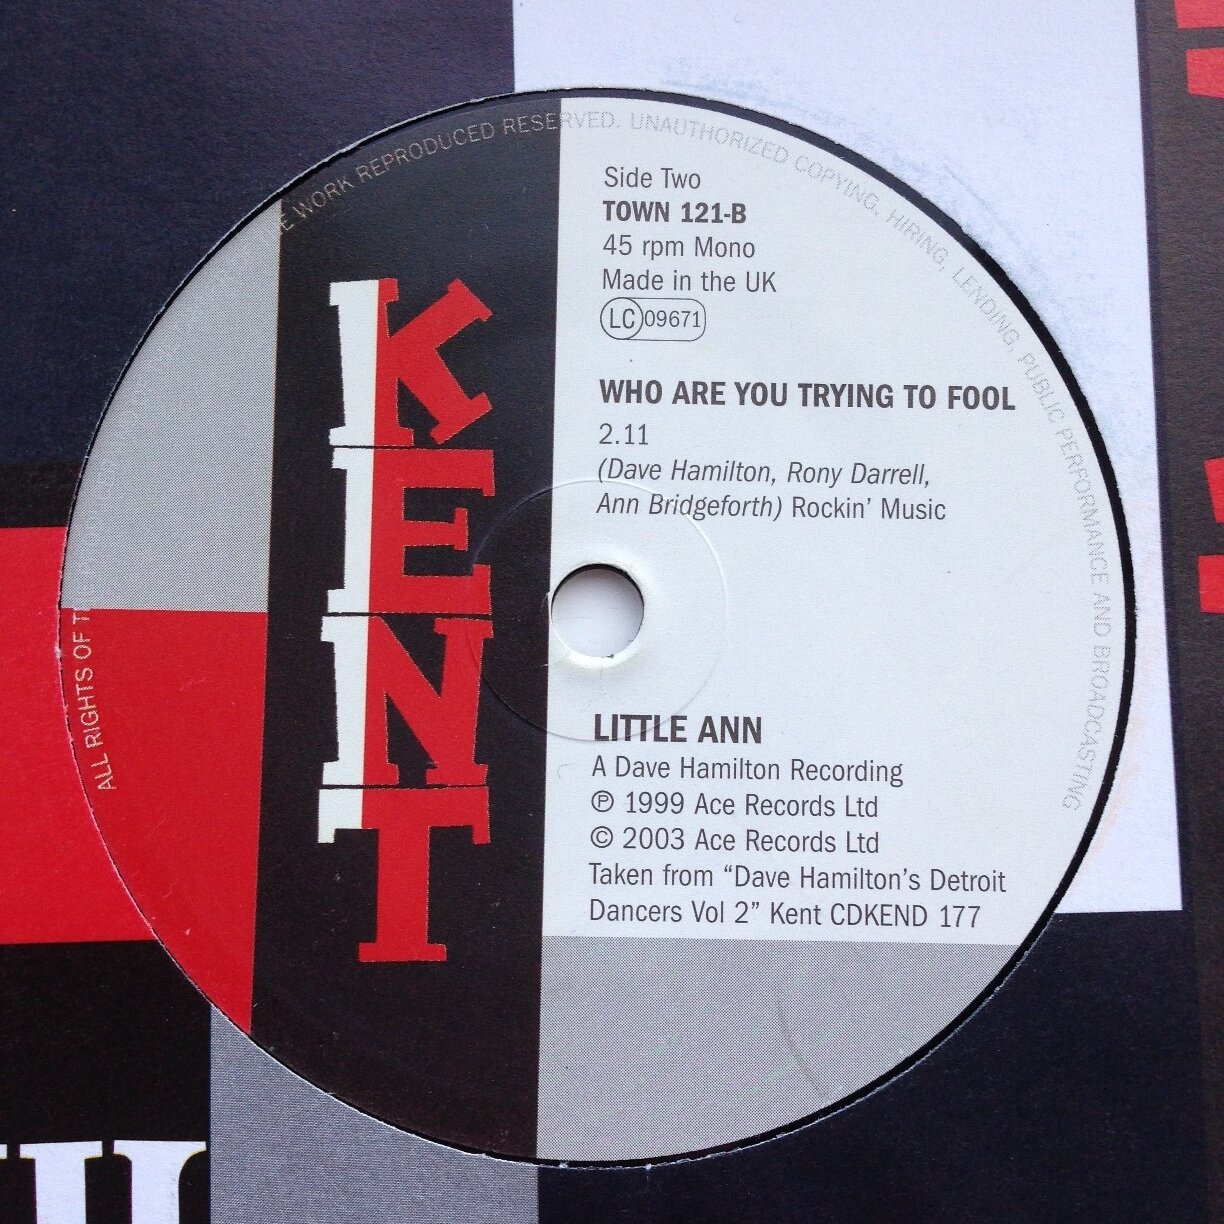 KENT
Side Two
TOWN 121-B
45 rpm Mono
Made in the UK
LC 09671
WHO ARE YOU TRYING TO FOOL
2.11
(Dave Hamilton, Rony Darrell,
Ann Bridgeforth) Rockin' Music
LITTLE ANN
A Dave Hamilton Recording
℗ 1999 Ace Records Ltd
© 2003 Ace Records Ltd
Taken from “Dave Hamilton's Detroit
Dancers Vol 2” Kent CDKEND 177
ALL RIGHTS OF WORK REPRODUCED RESERVED. UNAUTHORIZED COPYING, HIRING, LENDING, PUBLIC PERFORMANCE AND BROADCASTING